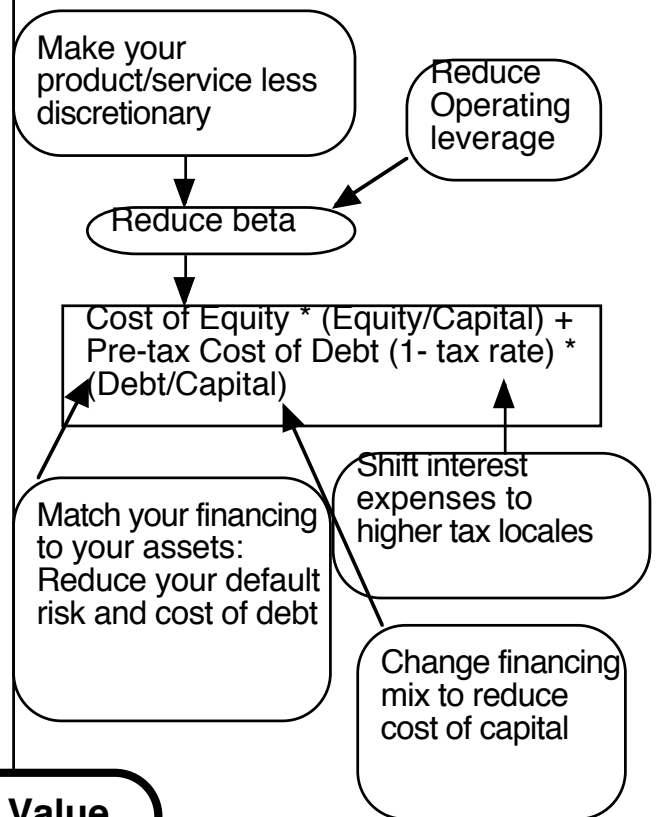 Make your
product/service less
discretionary
Reduce
Operating
leverage
Reduce beta
Cost of Equity * (Equity/Capital) +
Pre-tax Cost of Debt (1- tax rate) *
(Debt/Capital)
Shift interest
expenses to
higher tax locales
Match your financing
to your assets:
Reduce your default
risk and cost of debt
Change financing
mix to reduce
cost of capital
Value